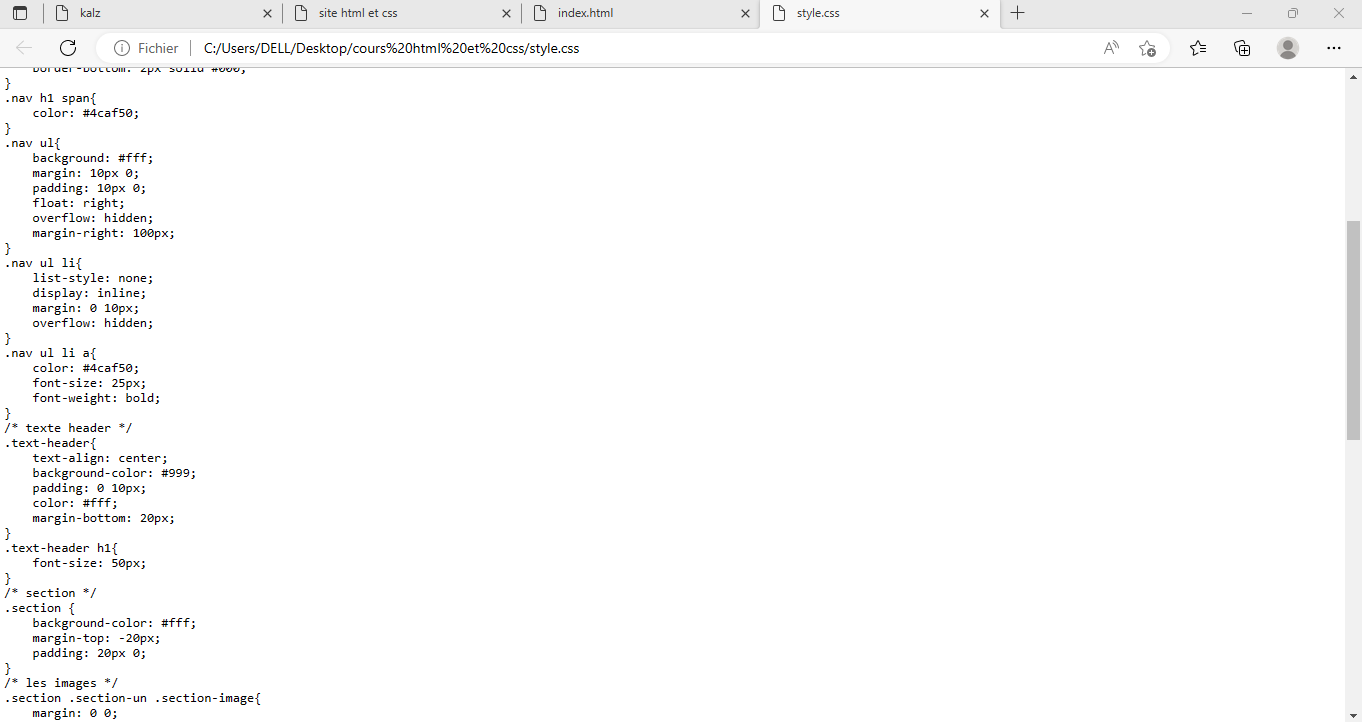 kalz
site html et css
index.html
style.css
Fichier
C:/Users/DELL/Desktop/cours%20html%20et%20css/style.css
border-bottom: 2px solid #000;
}
.nav h1 span{
    color: #4caf50;
}
.nav ul{
    background: #fff;
    margin: 10px 0;
    padding: 10px 0;
    float: right;
    overflow: hidden;
    margin-right: 100px;
}
.nav ul li{
    list-style: none;
    display: inline;
    margin: 0 10px;
    overflow: hidden;
}
.nav ul li a{
    color: #4caf50;
    font-size: 25px;
    font-weight: bold;
}
/* texte header */
.text-header{
    text-align: center;
    background-color: #999;
    padding: 0 10px;
    color: #fff;
    margin-bottom: 20px;
}
.text-header h1{
    font-size: 50px;
}
/* section */
.section {
    background-color: #fff;
    margin-top: -20px;
    padding: 20px 0;
}
/* les images */
.section .section-un .section-image{
    margin: 0 0;